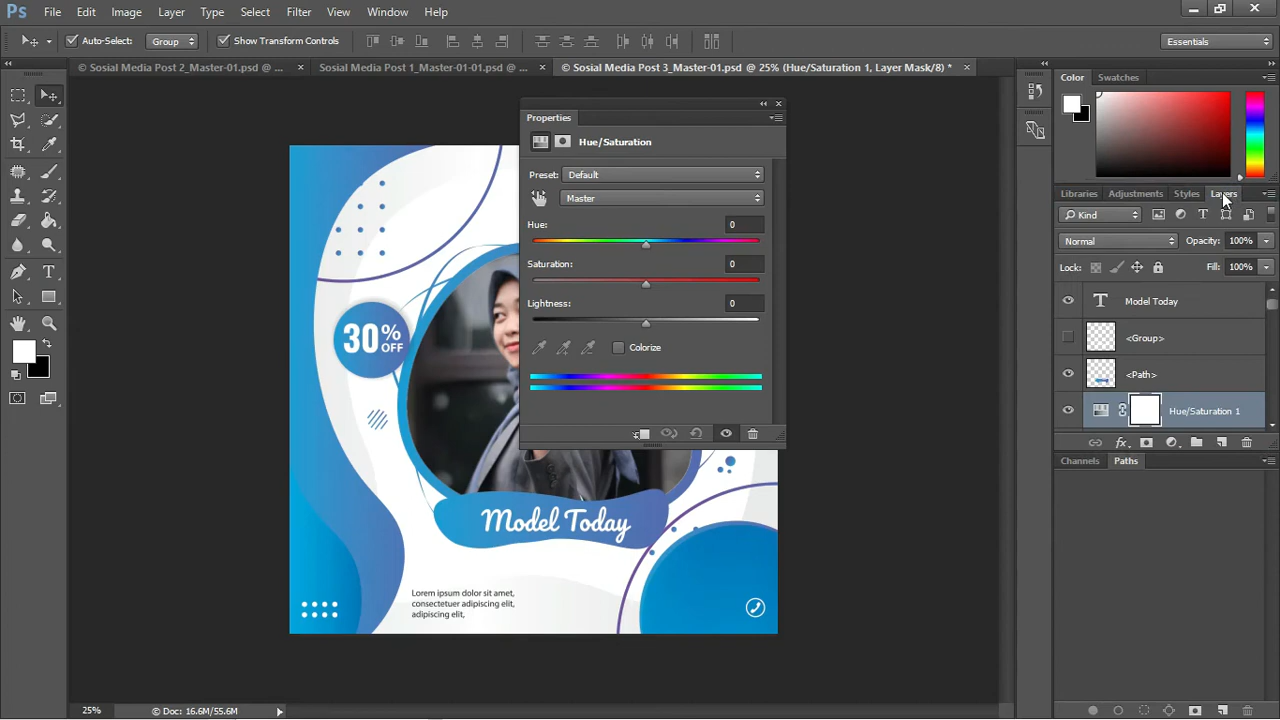 Ps File Edit Image Layer Type Select Filter 3D View Window Help
Auto-Select: Group Show Transform Controls Essentials
© Sosial Media Post 2_Master-01.psd @ ... × Sosial Media Post 1_Master-01-01.psd @ ... × © Sosial Media Post 3_Master-01.psd @ 25% (Hue/Saturation 1, Layer Mask/8) * ×
Properties
Hue/Saturation
Preset: Default
Master
Hue: 0
Saturation: 0
Lightness: 0
Colorize
30%
OFF
Model Today
Lorem ipsum dolor sit amet,
consectetuer adipiscing elit,
adipiscing elit,
Color Swatches
Libraries Adjustments Styles Layers
Kind
Normal Opacity: 100%
Lock: Fill: 100%
T Model Today
<Group>
<Path>
Hue/Saturation 1
fx
Channels Paths
25% © Doc: 16.6M/55.6M